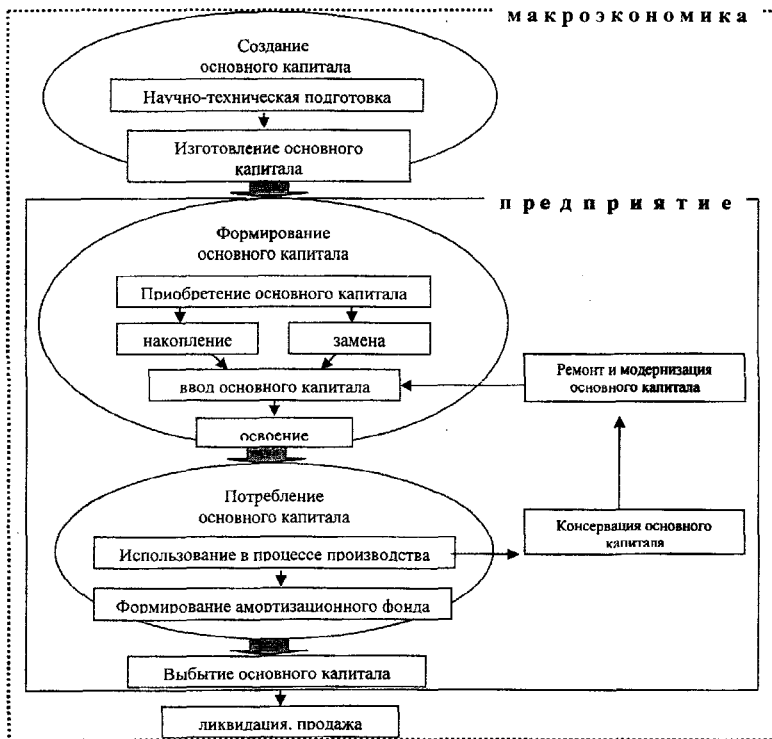 макроэкономика
Создание
основного капитала
Научно-техническая подготовка
Изготовление основного
капитала
предприятие
Формирование
основного капитала
Приобретение основного капитала
накопление
замена
ввод основного капитала
Ремонт и модернизация
основного капитала
освоение
Потребление
основного капитала
Консервация основного
капитала
Использование в процессе производства
Формирование амортизационного фонда
Выбытие основного капитала
ликвидация, продажа